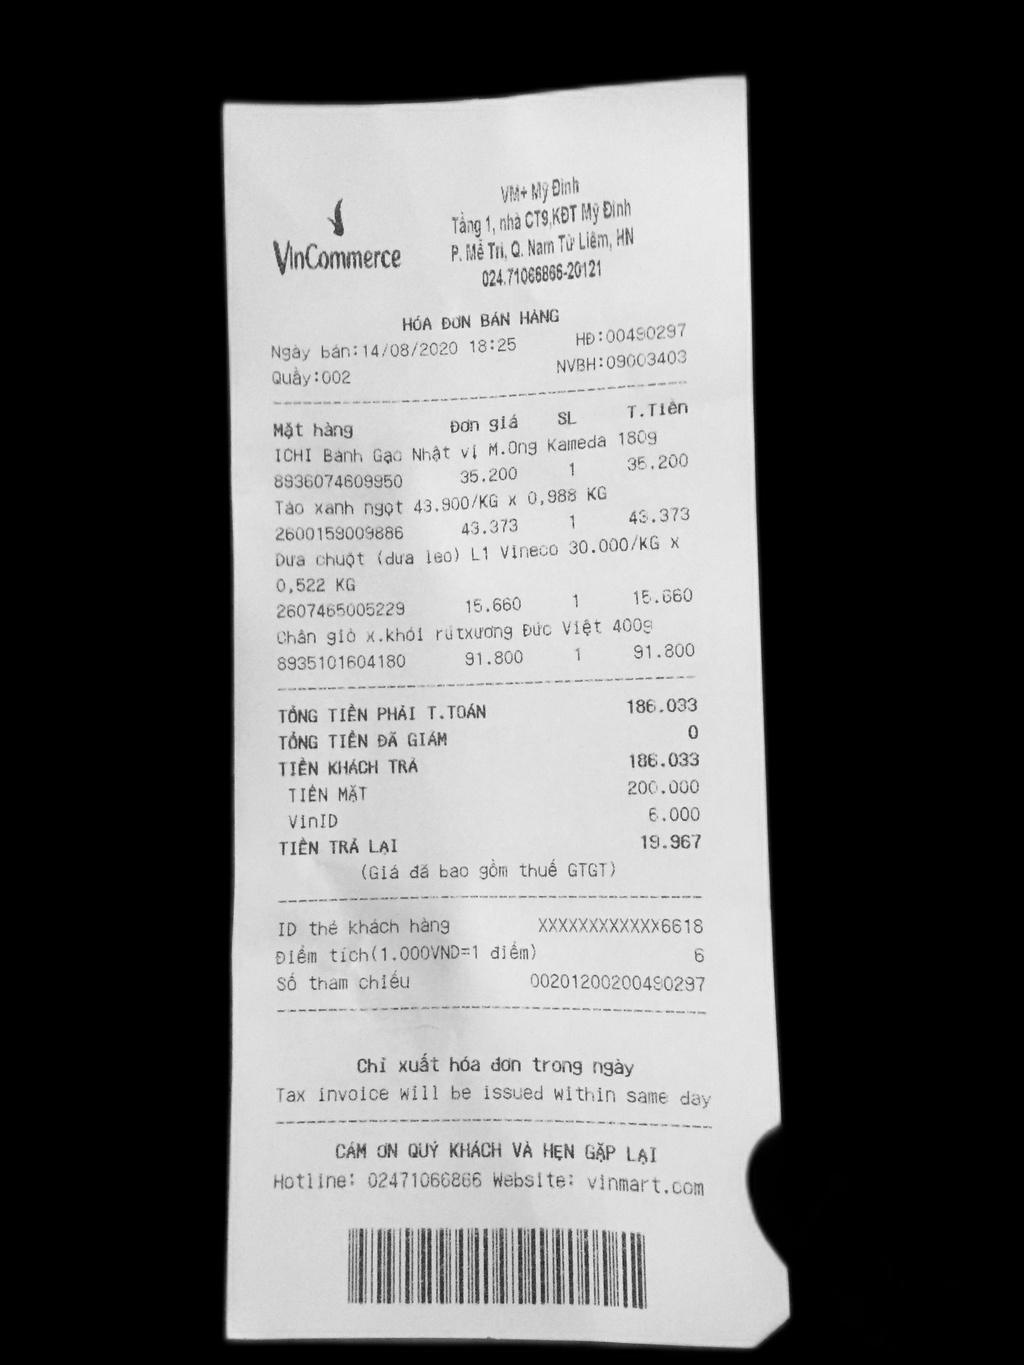 VinCommerce
VM+ Mỹ Đình
Tầng 1, nhà CT9,KĐT Mỹ Đình
P. Mễ Trì, Q. Nam Từ Liêm, HN
024.71066866-20121
HÓA ĐƠN BÁN HÀNG
Ngày bán:14/08/2020 18:25 HĐ:00490297
Quầy:002 NVBH:09003403
Mặt hàng Đơn giá SL T.Tiền
ICHI Bánh Gạo Nhật vị M.Ong Kameda 180g
8936074609950 35.200 1 35.200
Táo xanh ngọt 43.900/KG x 0,988 KG
2600159009886 43.373 1 43.373
Dưa chuột (dưa leo) L1 Vineco 30.000/KG x
0,522 KG
2607465005229 15.660 1 15.660
Chân giò x.khói rútxương Đức Việt 400g
8935101604180 91.800 1 91.800
TỔNG TIỀN PHẢI T.TOÁN 186.033
TỔNG TIỀN ĐÃ GIẢM 0
TIỀN KHÁCH TRẢ 186.033
TIỀN MẶT 200.000
VinID 6.000
TIỀN TRẢ LẠI 19.967
(Giá đã bao gồm thuế GTGT)
ID thẻ khách hàng XXXXXXXXXXXX6618
Điểm tích(1.000VND=1 điểm) 6
Số tham chiếu 00201200200490297
Chỉ xuất hóa đơn trong ngày
Tax invoice will be issued within same day
CẢM ƠN QUÝ KHÁCH VÀ HẸN GẶP LẠI
Hotline: 02471066866 Website: vinmart.com